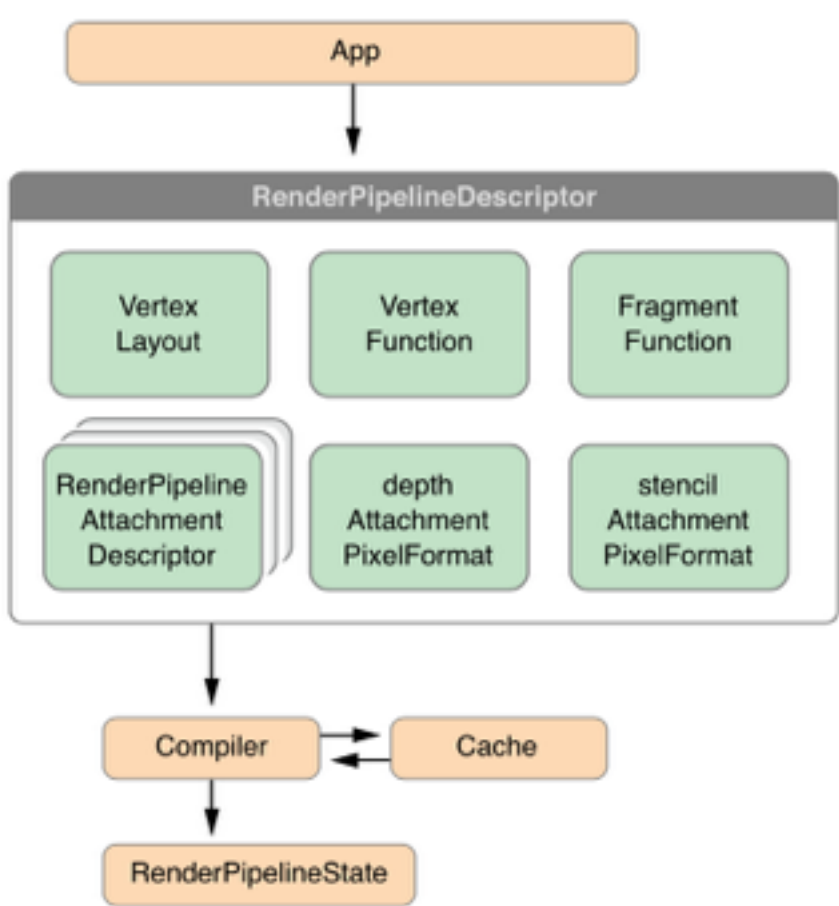 App
RenderPipelineDescriptor
Vertex
Layout
Vertex
Function
Fragment
Function
RenderPipeline
Attachment
Descriptor
depth
Attachment
PixelFormat
stencil
Attachment
PixelFormat
Compiler
Cache
RenderPipelineState